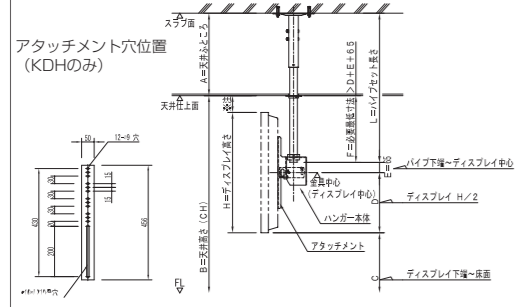 アタッチメント穴位置
（KDHのみ）
スラブ面
A=天井ふところ
天井仕上面
H=ディスプレイ高さ
B=天井高さ（CH）
FL
F=必要最低寸法>D+E+65
L=パイプセット長さ
E=65
D
C
パイプ下端～ディスプレイ中心
金具中心
（ディスプレイ中心）
ディスプレイ H／2
ハンガー本体
アタッチメント
ディスプレイ下端～床面
50
12-φ9 穴
15
15
430
200
456